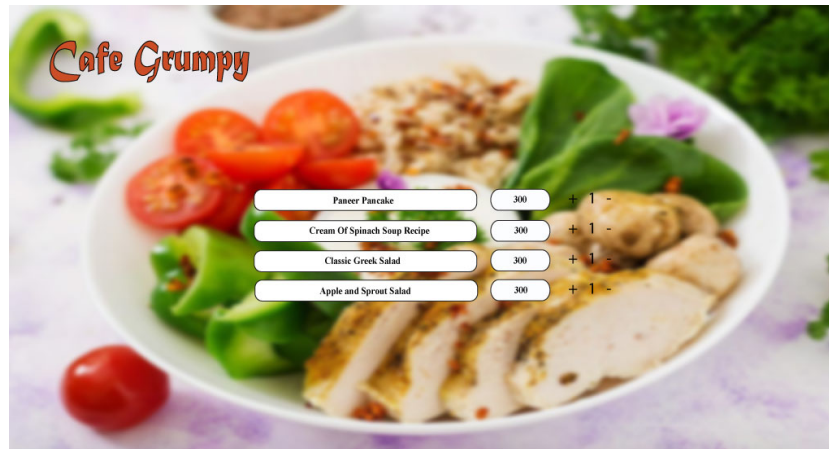 Cafe Grumpy
Paneer Pancake 300 + 1 -
Cream Of Spinach Soup Recipe 300 + 1 -
Classic Greek Salad 300 + 1 -
Apple and Sprout Salad 300 + 1 -